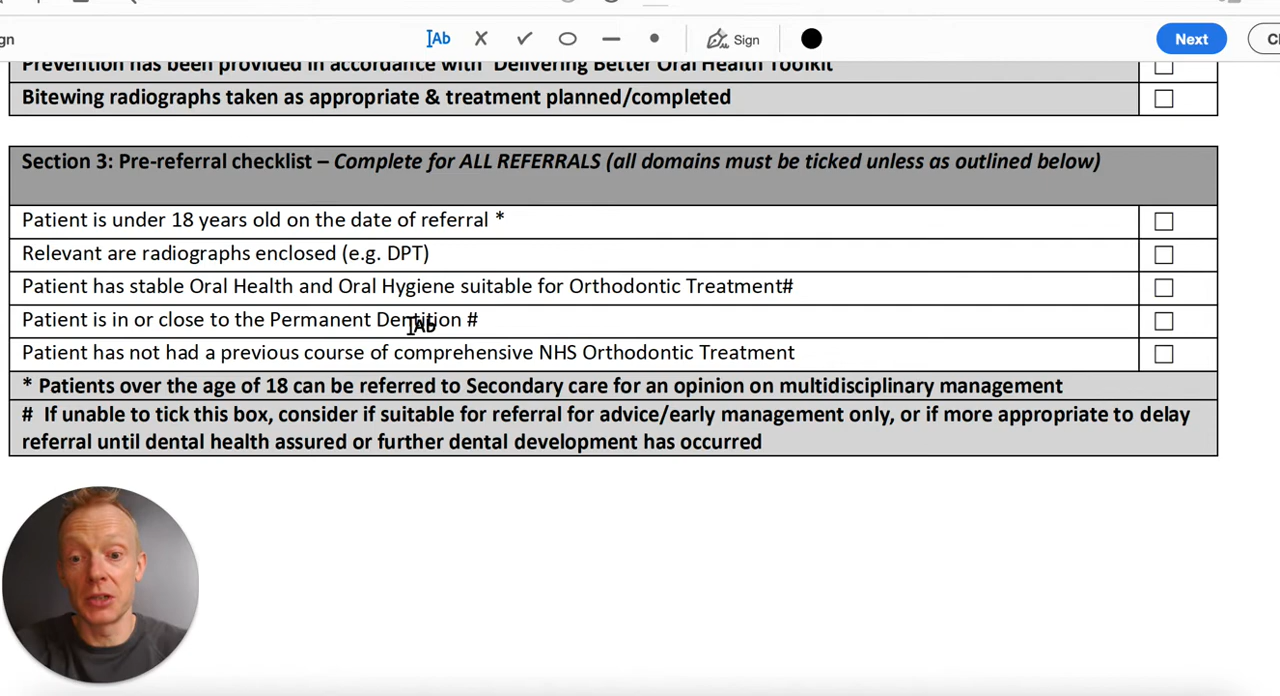 gn
Ab
Sign
Next
Prevention has been provided in accordance with 'Delivering Better Oral Health Toolkit'
Bitewing radiographs taken as appropriate & treatment planned/completed
Section 3: Pre-referral checklist – Complete for ALL REFERRALS (all domains must be ticked unless as outlined below)
Patient is under 18 years old on the date of referral *
Relevant are radiographs enclosed (e.g. DPT)
Patient has stable Oral Health and Oral Hygiene suitable for Orthodontic Treatment#
Patient is in or close to the Permanent Dentition #
Ab
Patient has not had a previous course of comprehensive NHS Orthodontic Treatment
* Patients over the age of 18 can be referred to Secondary care for an opinion on multidisciplinary management
# If unable to tick this box, consider if suitable for referral for advice/early management only, or if more appropriate to delay
referral until dental health assured or further dental development has occurred